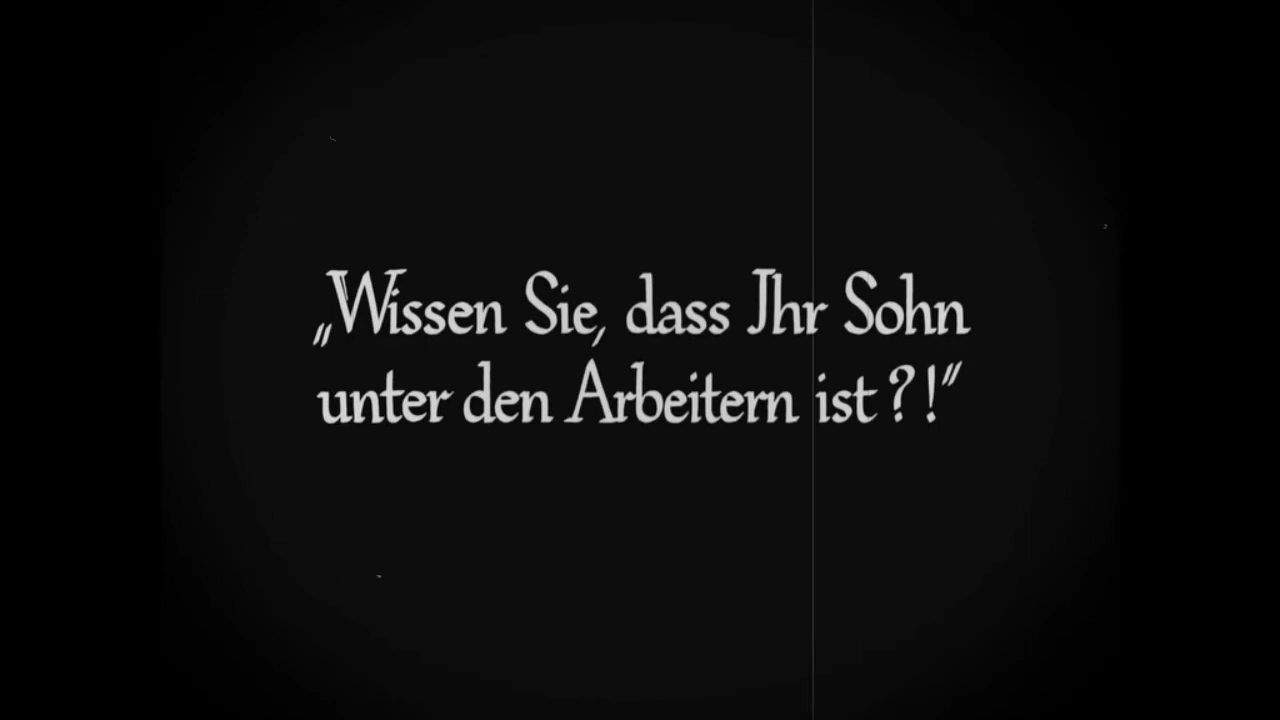 „Wissen Sie, dass Jhr Sohn
unter den Arbeitern ist?!”